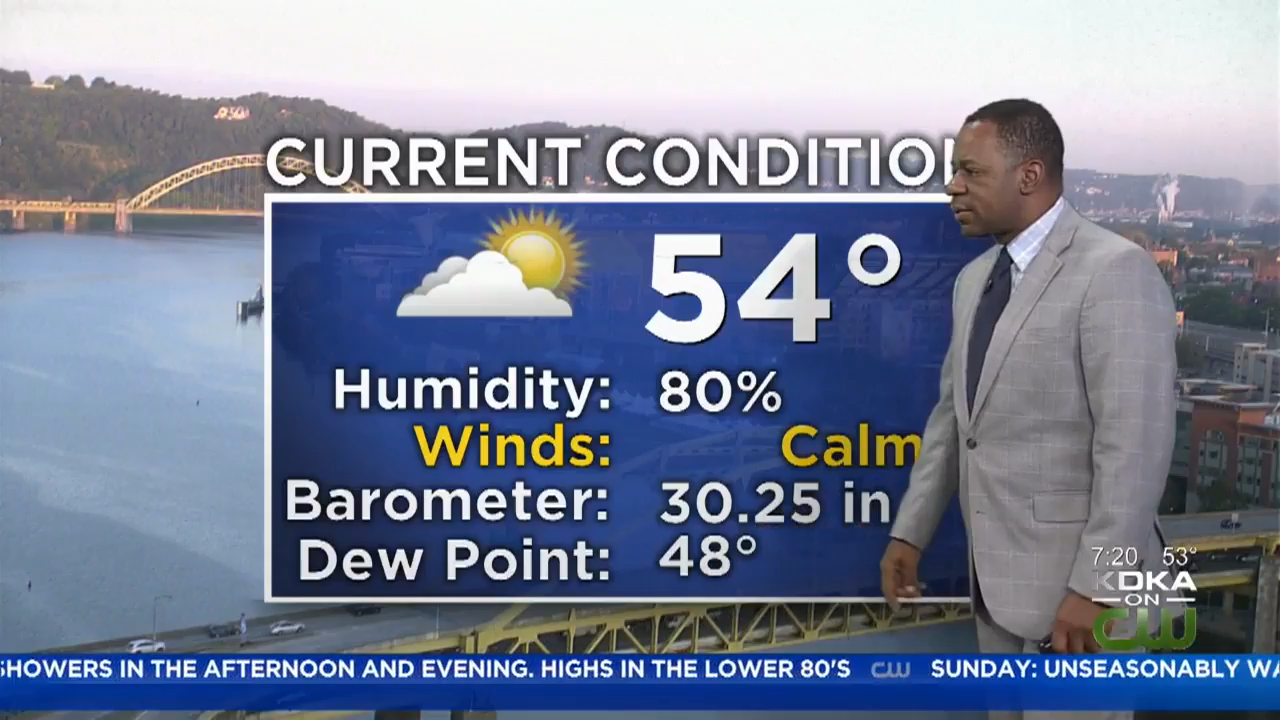 CURRENT CONDITION
54°
Humidity: 80%
Winds: Calm
Barometer: 30.25 in
Dew Point: 48°
7:20 53°
KDKA
ON
CW
SHOWERS IN THE AFTERNOON AND EVENING. HIGHS IN THE LOWER 80'S CW SUNDAY: UNSEASONABLY WA